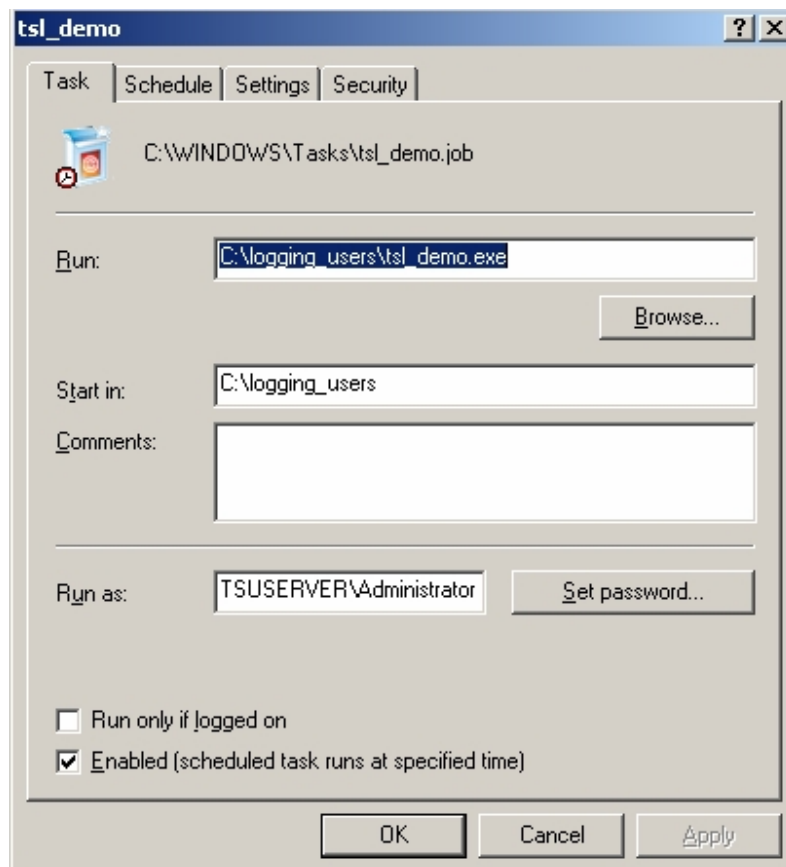 tsl_demo
Task Schedule Settings Security
C:\WINDOWS\Tasks\tsl_demo.job
Run: C:\logging_users\tsl_demo.exe
Browse...
Start in: C:\logging_users
Comments:
Run as: TSUSERVER\Administrator Set password...
Run only if logged on
Enabled (scheduled task runs at specified time)
OK Cancel Apply